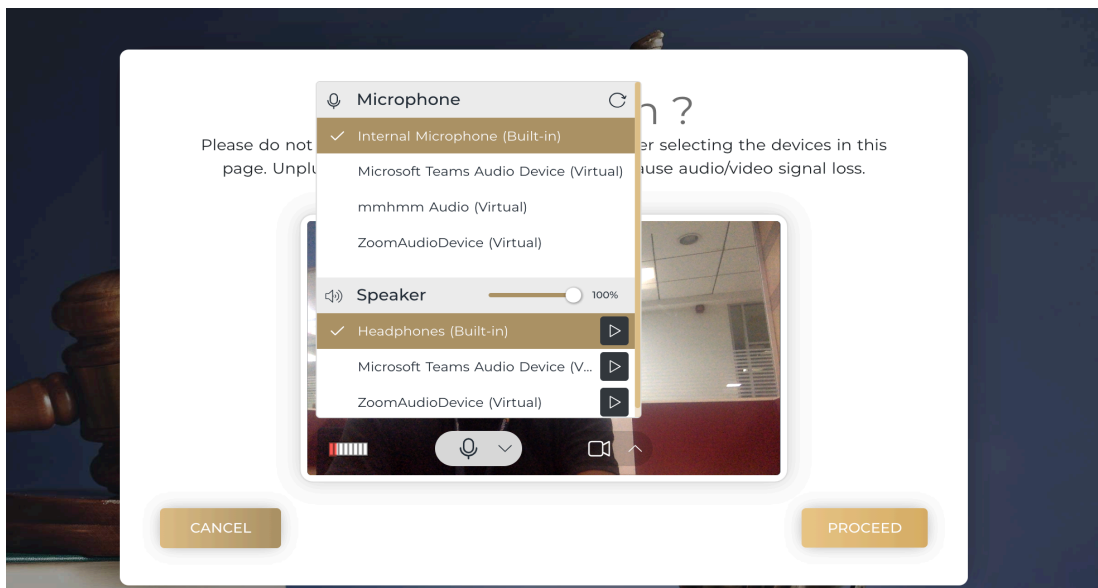 n ?
Please do not er selecting the devices in this
page. Unplu ause audio/video signal loss.
Microphone
Internal Microphone (Built-in)
Microsoft Teams Audio Device (Virtual)
mmhmm Audio (Virtual)
ZoomAudioDevice (Virtual)
Speaker 100%
Headphones (Built-in)
Microsoft Teams Audio Device (V...
ZoomAudioDevice (Virtual)
CANCEL PROCEED